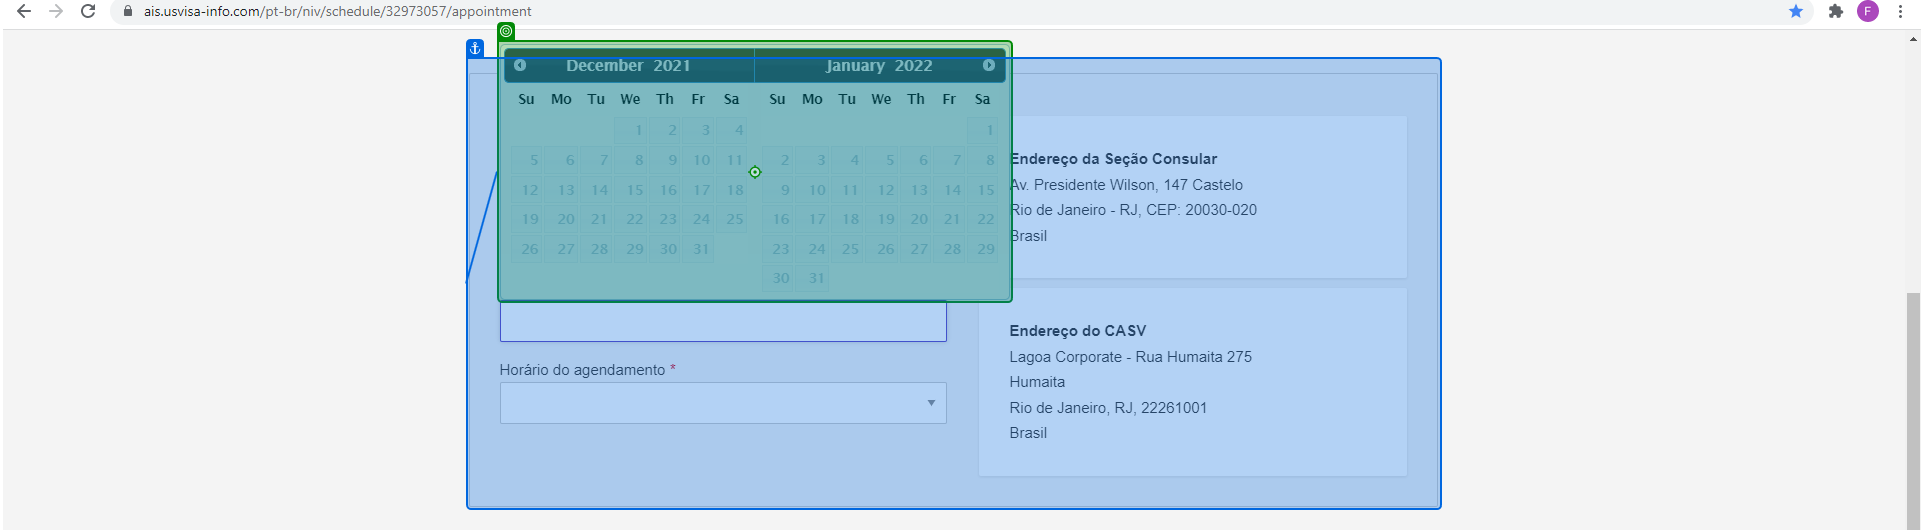 ais.usvisa-info.com/pt-br/niv/schedule/32973057/appointment
F
December 2021
Su Mo Tu We Th Fr Sa
1 2 3 4
5 6 7 8 9 10 11
12 13 14 15 16 17 18
19 20 21 22 23 24 25
26 27 28 29 30 31
January 2022
Su Mo Tu We Th Fr Sa
1
2 3 4 5 6 7 8
9 10 11 12 13 14 15
16 17 18 19 20 21 22
23 24 25 26 27 28 29
30 31
Horário do agendamento *
Endereço da Seção Consular
Av. Presidente Wilson, 147 Castelo
Rio de Janeiro - RJ, CEP: 20030-020
Brasil
Endereço do CASV
Lagoa Corporate - Rua Humaita 275
Humaita
Rio de Janeiro, RJ, 22261001
Brasil